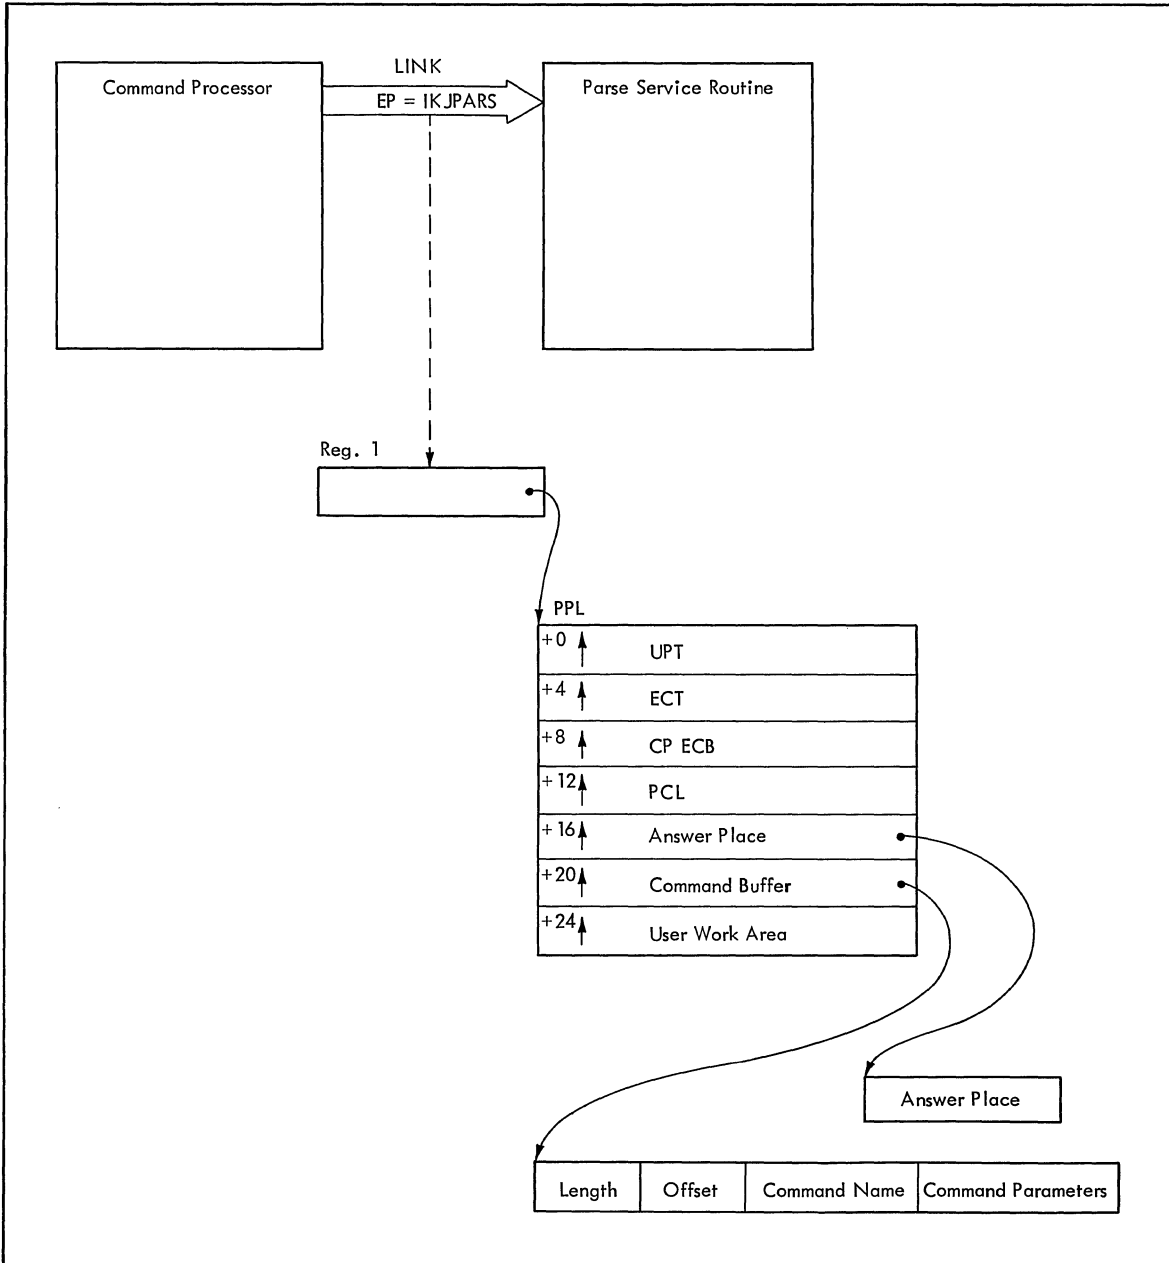 LINK
Command Processor
EP = IKJPARS
Parse Service Routine
Reg. 1
PPL
+0 UPT
+4 ECT
+8 CP ECB
+12 PCL
+16 Answer Place
+20 Command Buffer
+24 User Work Area
Answer Place
Length Offset Command Name Command Parameters